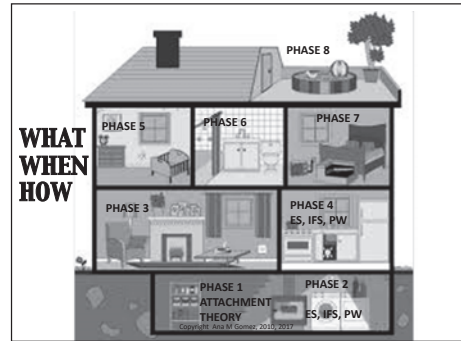 PHASE 8
WHAT
WHEN
HOW
PHASE 5
PHASE 6
PHASE 7
PHASE 3
PHASE 4
ES, IFS, PW
PHASE 1
ATTACHMENT
THEORY
PHASE 2
ES, IFS, PW
Copyright Ana M Gomez, 2010, 2017